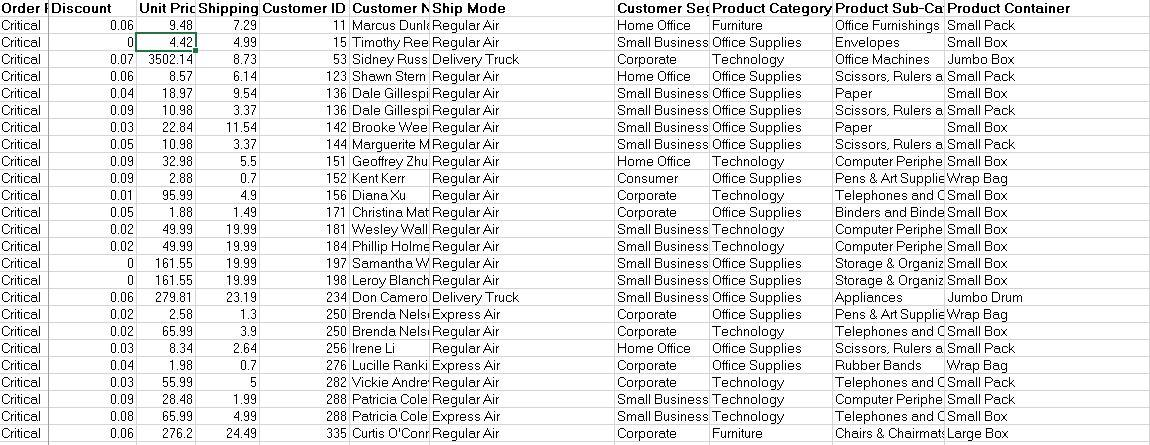 Order F Discount Unit Pric Shipping Customer ID Customer N Ship Mode Customer Seg Product Category Product Sub-Ca Product Container
Critical 0.06 9.48 7.29 11 Marcus Dunla Regular Air Home Office Furniture Office Furnishings Small Pack
Critical 0 4.42 4.99 15 Timothy Ree Regular Air Small Business Office Supplies Envelopes Small Box
Critical 0.07 3502.14 8.73 53 Sidney Russ Delivery Truck Corporate Technology Office Machines Jumbo Box
Critical 0.06 8.57 6.14 123 Shawn Stern Regular Air Home Office Office Supplies Scissors, Rulers a Small Pack
Critical 0.04 18.97 9.54 136 Dale Gillespi Regular Air Small Business Office Supplies Paper Small Box
Critical 0.09 10.98 3.37 136 Dale Gillespi Regular Air Small Business Office Supplies Scissors, Rulers a Small Pack
Critical 0.03 22.84 11.54 142 Brooke Wee Regular Air Small Business Office Supplies Paper Small Box
Critical 0.05 10.98 3.37 144 Marguerite M Regular Air Small Business Office Supplies Scissors, Rulers a Small Pack
Critical 0.09 32.98 5.5 151 Geoffrey Zhu Regular Air Home Office Technology Computer Periphe Small Box
Critical 0.09 2.88 0.7 152 Kent Kerr Regular Air Consumer Office Supplies Pens & Art Supplie Wrap Bag
Critical 0.01 95.99 4.9 156 Diana Xu Regular Air Corporate Technology Telephones and C Small Box
Critical 0.05 1.88 1.49 171 Christina Mat Regular Air Corporate Office Supplies Binders and Binde Small Box
Critical 0.02 49.99 19.99 181 Wesley Wall Regular Air Small Business Technology Computer Periphe Small Box
Critical 0.02 49.99 19.99 184 Phillip Holme Regular Air Small Business Technology Computer Periphe Small Box
Critical 0 161.55 19.99 197 Samantha W Regular Air Small Business Office Supplies Storage & Organiz Small Box
Critical 0 161.55 19.99 198 Leroy Blanch Regular Air Small Business Office Supplies Storage & Organiz Small Box
Critical 0.06 279.81 23.19 234 Don Camero Delivery Truck Small Business Office Supplies Appliances Jumbo Drum
Critical 0.02 2.58 1.3 250 Brenda Nels Express Air Corporate Office Supplies Pens & Art Supplie Wrap Bag
Critical 0.02 65.99 3.9 250 Brenda Nels Regular Air Corporate Technology Telephones and C Small Box
Critical 0.03 8.34 2.64 256 Irene Li Regular Air Home Office Office Supplies Scissors, Rulers a Small Pack
Critical 0.04 1.98 0.7 276 Lucille Ranki Express Air Corporate Office Supplies Rubber Bands Wrap Bag
Critical 0.03 55.99 5 282 Vickie Andre Regular Air Corporate Technology Telephones and C Small Pack
Critical 0.09 28.48 1.99 288 Patricia Cole Regular Air Small Business Technology Computer Periphe Small Pack
Critical 0.08 65.99 4.99 288 Patricia Cole Express Air Small Business Technology Telephones and C Small Box
Critical 0.06 276.2 24.49 335 Curtis O'Conr Regular Air Corporate Furniture Chairs & Chairmats Large Box